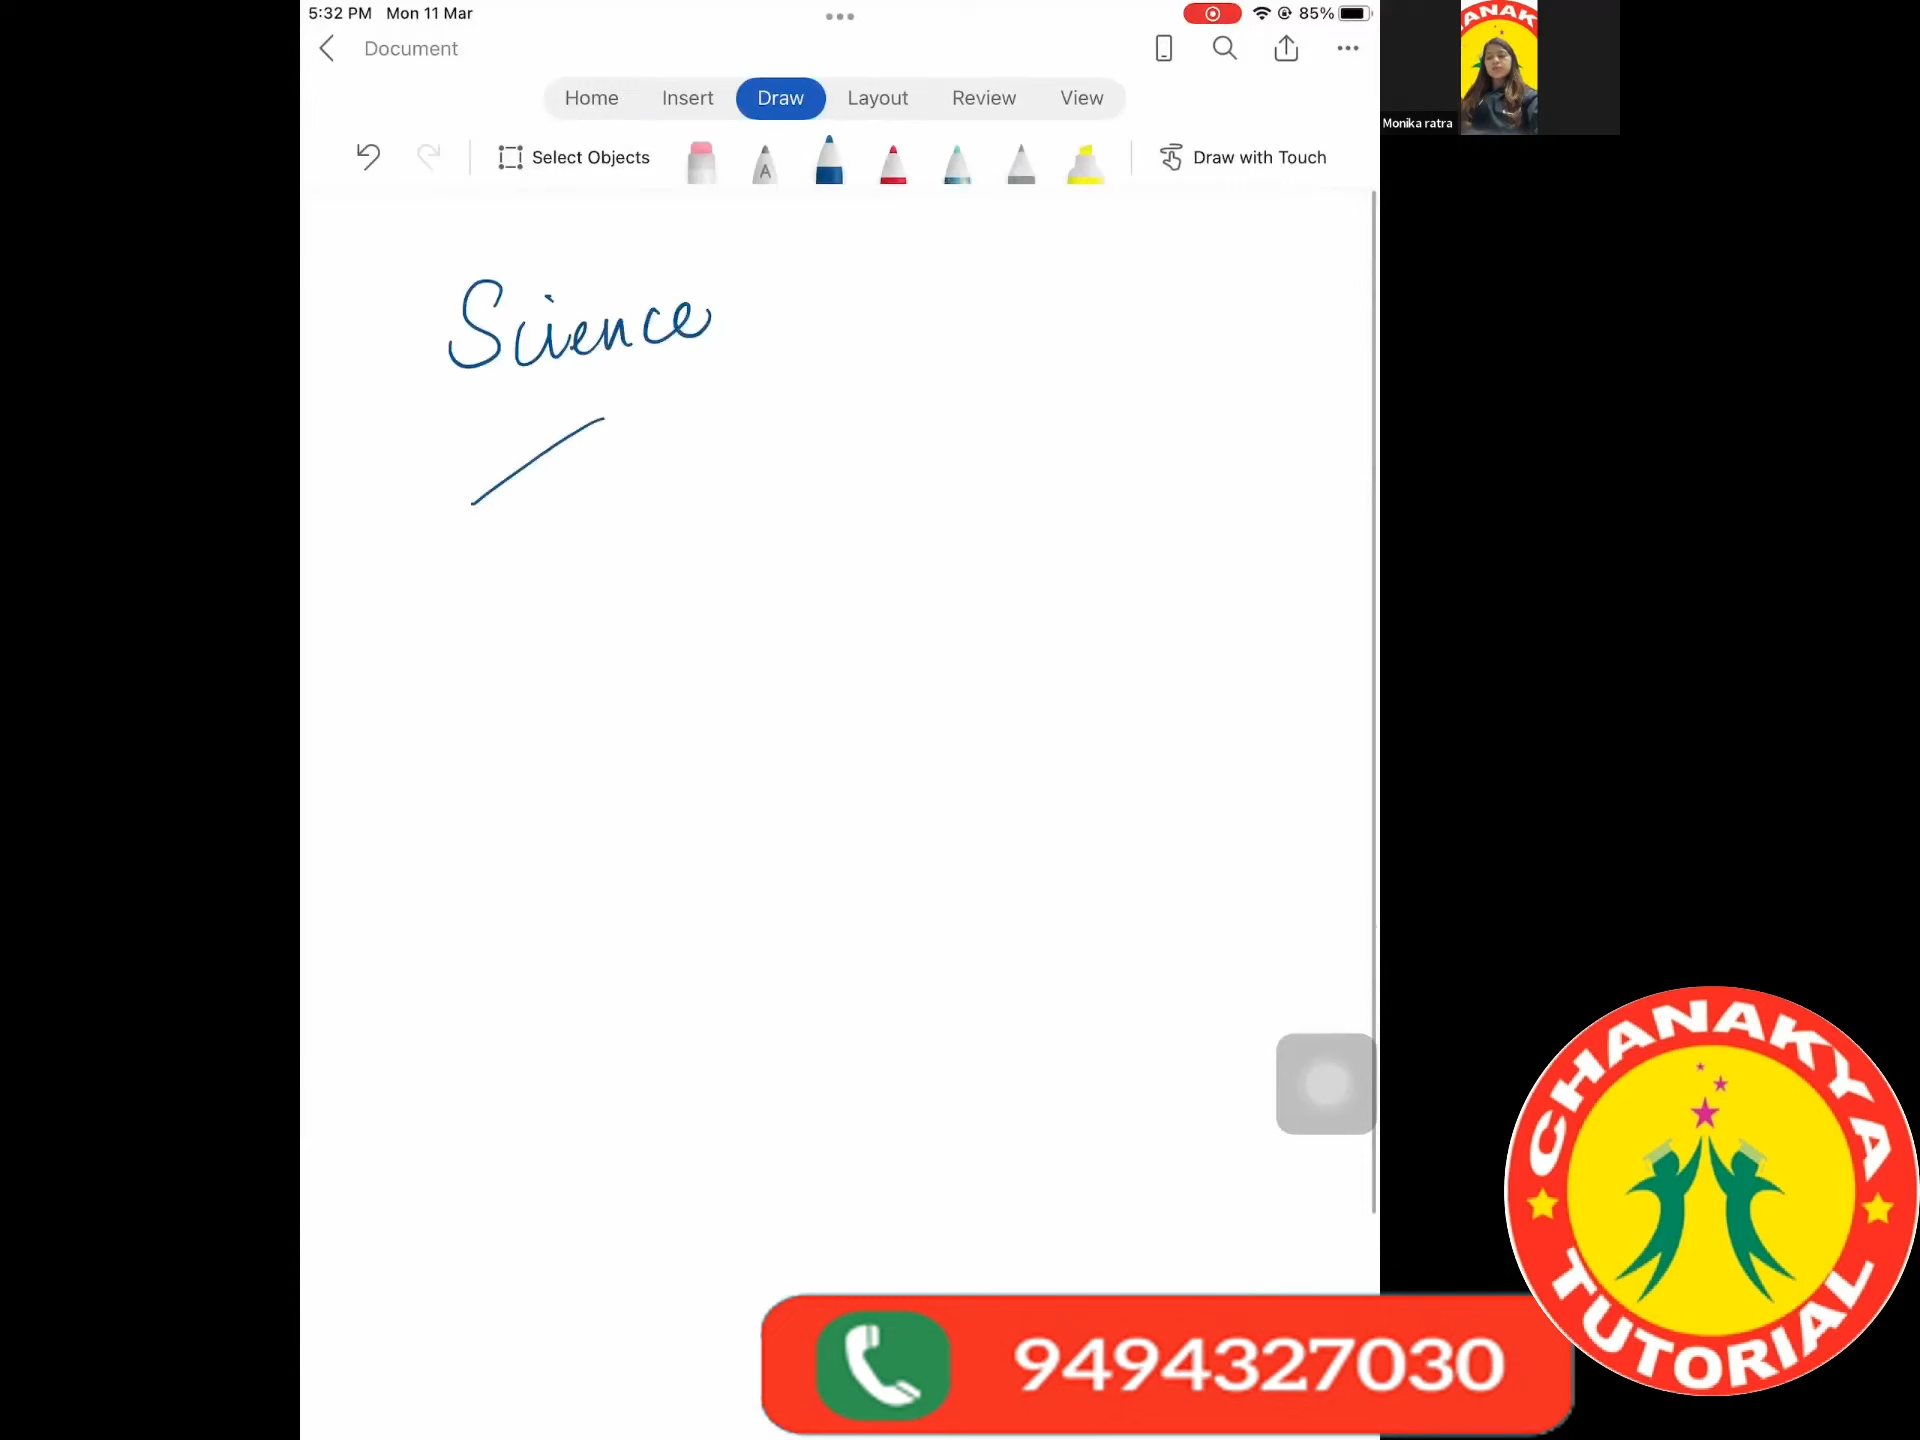 5:32 PM Mon 11 Mar
85%
Document
Home Insert Draw Layout Review View
Select Objects
A
Draw with Touch
Monika ratra
ANAK
Science
CHANAKYA
TUTORIAL
9494327030